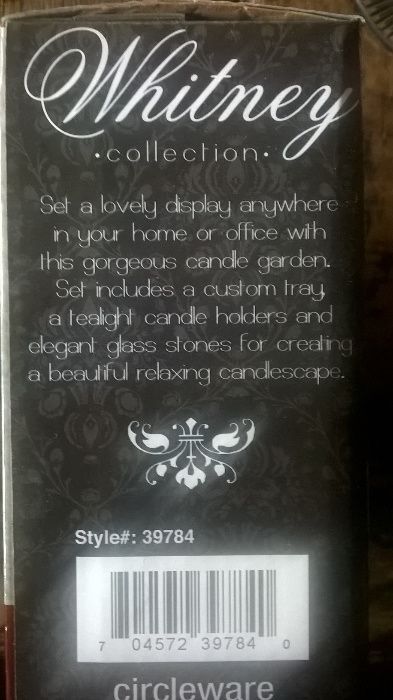 Whitney
•collection•
Set a lovely display anywhere
in your home or office with
this gorgeous candle garden.
Set includes a custom tray,
a tealight candle holders and
elegant glass stones for creating
a beautiful relaxing candlescape.
Style#: 39784
7 04572 39784 0
circleware